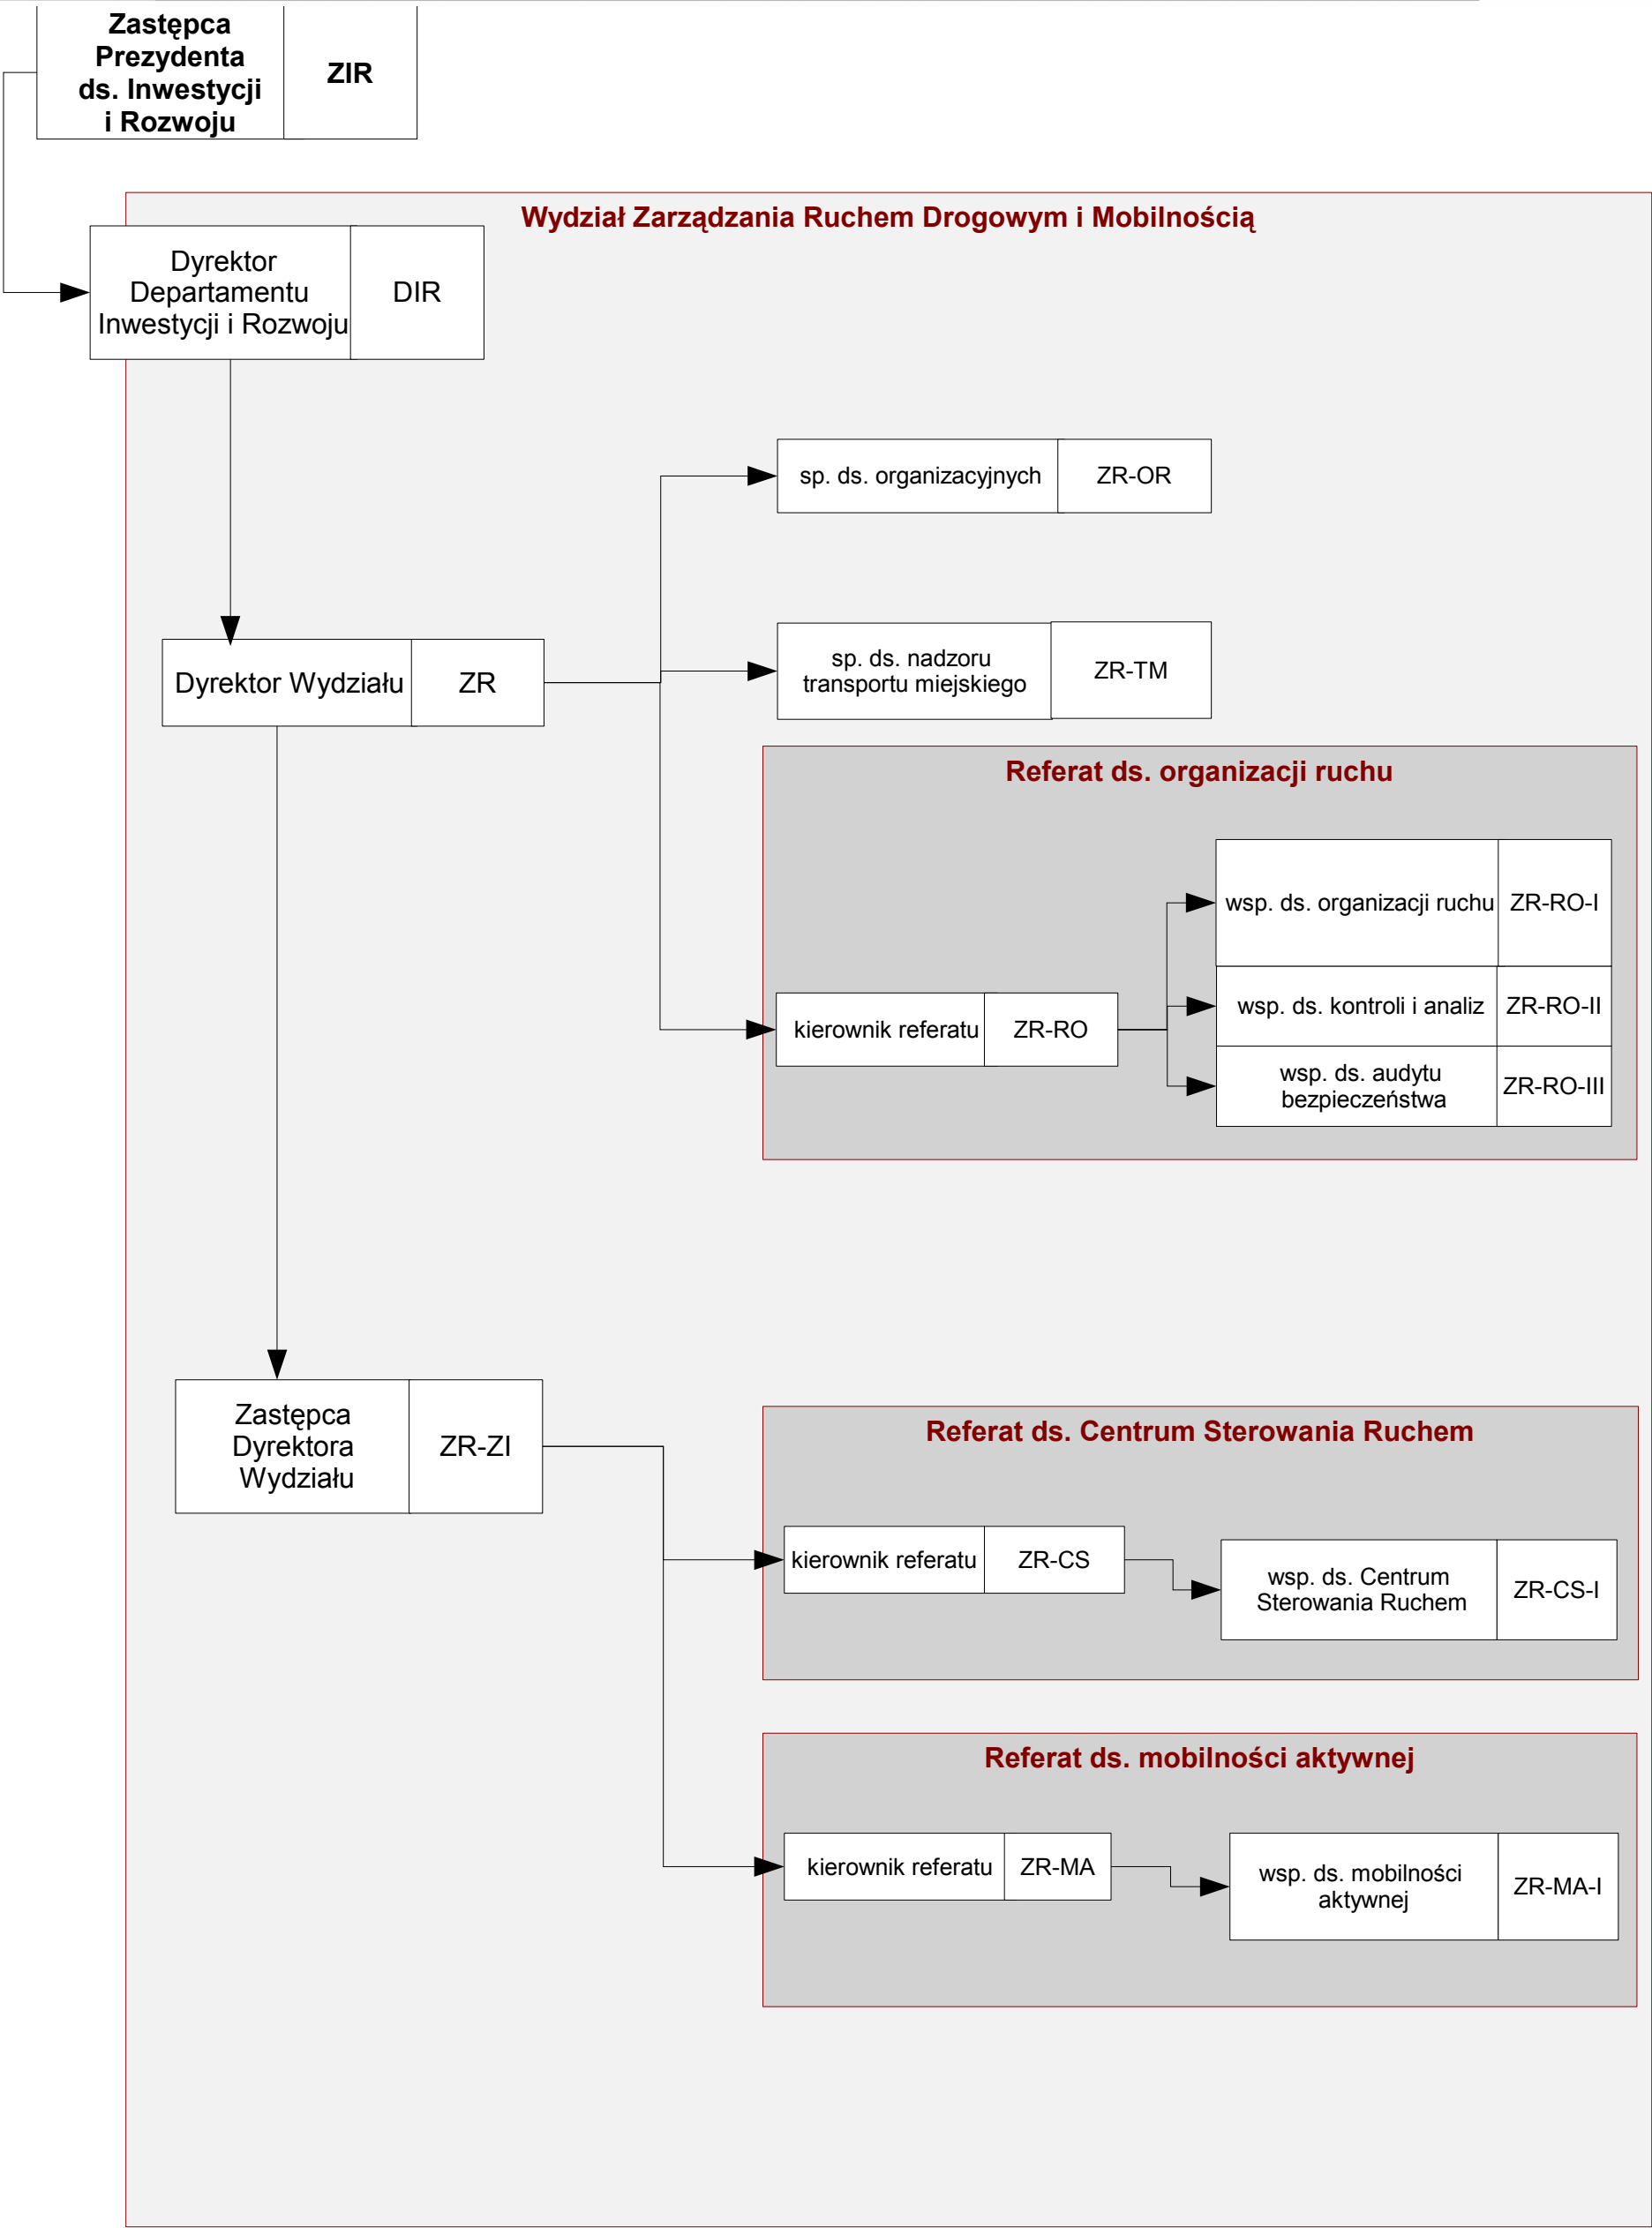 Zastępca
Prezydenta
ds. Inwestycji
i Rozwoju
ZIR
Wydział Zarządzania Ruchem Drogowym i Mobilnością
Dyrektor
Departamentu
Inwestycji i Rozwoju
DIR
sp. ds. organizacyjnych
ZR-OR
sp. ds. nadzoru
transportu miejskiego
ZR-TM
Dyrektor Wydziału
ZR
Referat ds. organizacji ruchu
wsp. ds. organizacji ruchu
ZR-RO-I
kierownik referatu
ZR-RO
wsp. ds. kontroli i analiz
ZR-RO-II
wsp. ds. audytu
bezpieczeństwa
ZR-RO-III
Zastępca
Dyrektora
Wydziału
ZR-ZI
Referat ds. Centrum Sterowania Ruchem
kierownik referatu
ZR-CS
wsp. ds. Centrum
Sterowania Ruchem
ZR-CS-I
Referat ds. mobilności aktywnej
kierownik referatu
ZR-MA
wsp. ds. mobilności
aktywnej
ZR-MA-I